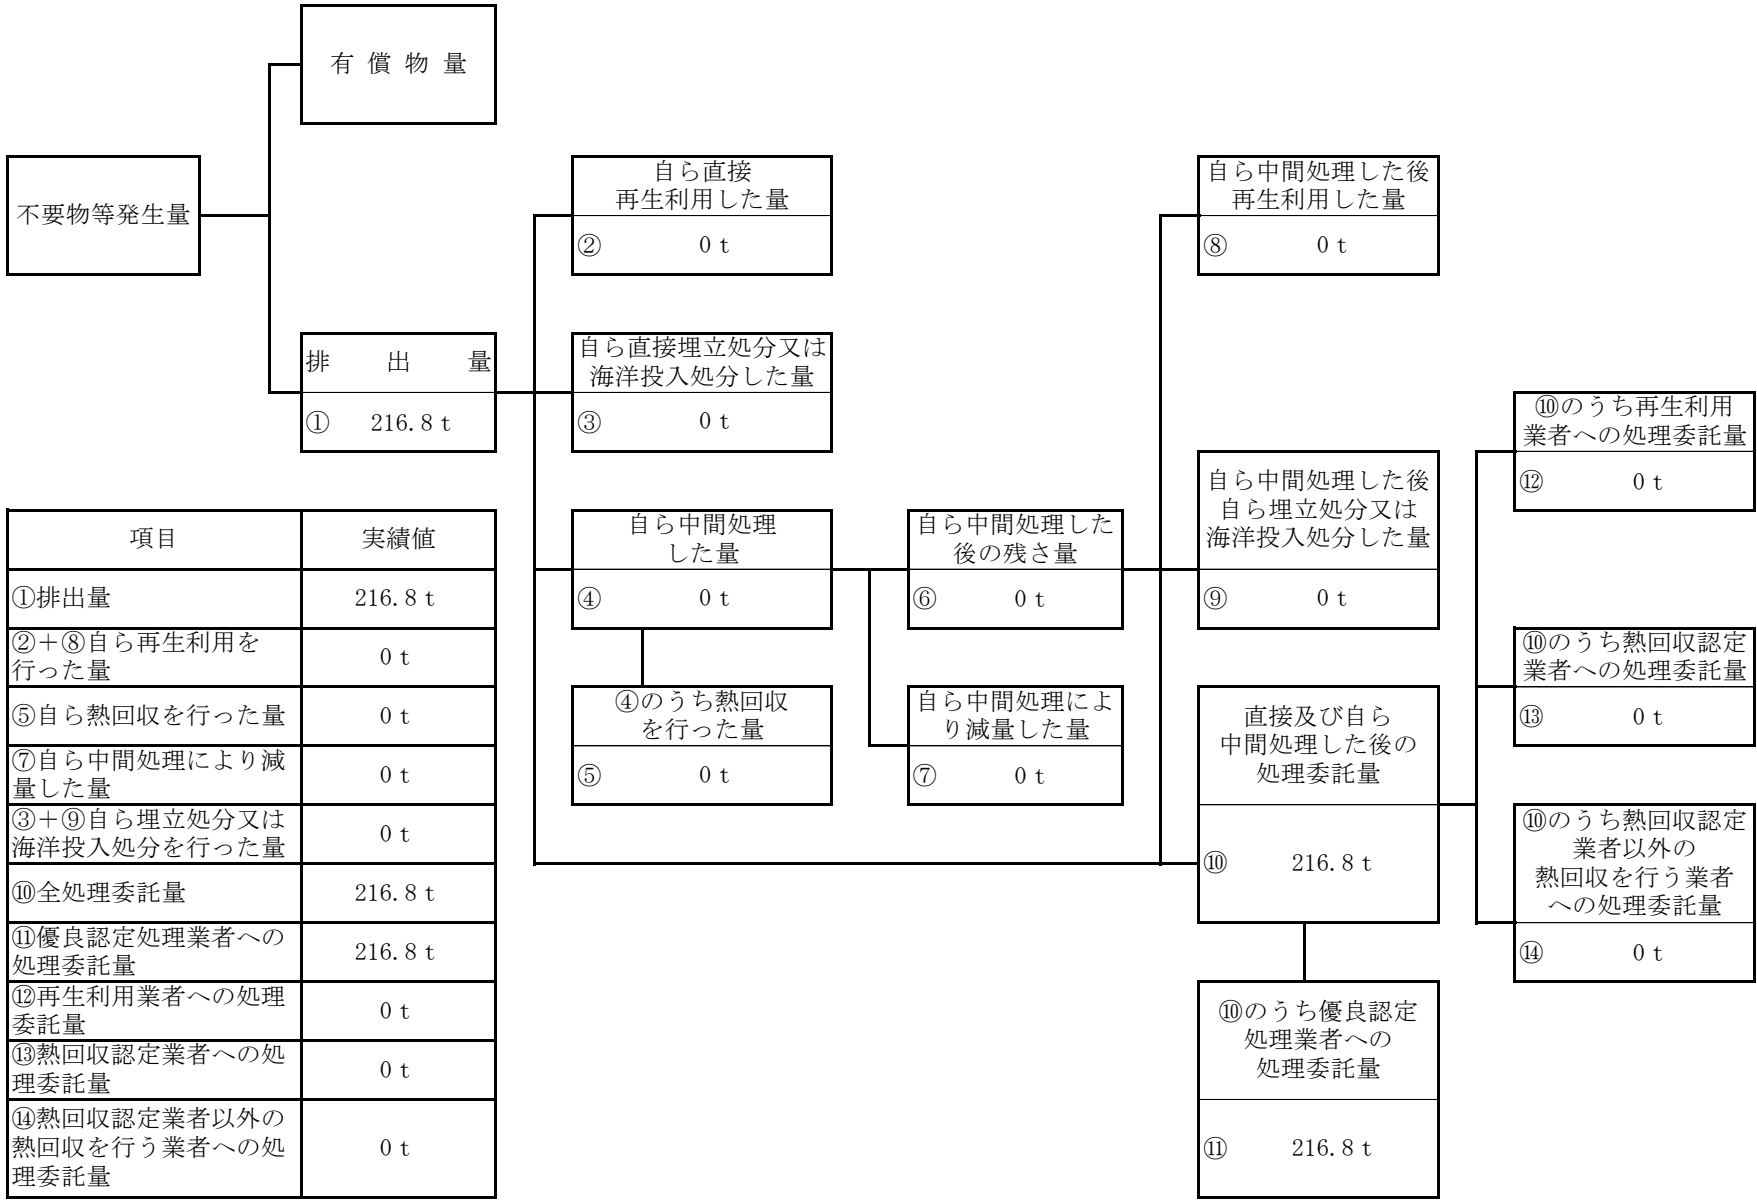 有償物量
不要物等発生量
自ら直接
再生利用した量
② 0 t
自ら中間処理した後
再生利用した量
⑧ 0 t
排出量
① 216.8 t
自ら直接埋立処分又は
海洋投入処分した量
③ 0 t
⑩のうち再生利用
業者への処理委託量
⑫ 0 t
自ら中間処理した後
自ら埋立処分又は
海洋投入処分した量
⑨ 0 t
自ら中間処理
した量
④ 0 t
自ら中間処理した
後の残さ量
⑥ 0 t
④のうち熱回収
を行った量
⑤ 0 t
自ら中間処理によ
り減量した量
⑦ 0 t
直接及び自ら
中間処理した後の
処理委託量
⑩ 216.8 t
⑩のうち熱回収認定
業者への処理委託量
⑬ 0 t
⑩のうち熱回収認定
業者以外の
熱回収を行う業者
への処理委託量
⑭ 0 t
⑩のうち優良認定
処理業者への
処理委託量
⑪ 216.8 t
項目 実績値
①排出量 216.8 t
②＋⑧自ら再生利用を
行った量 0 t
⑤自ら熱回収を行った量 0 t
⑦自ら中間処理により減
量した量 0 t
③＋⑨自ら埋立処分又は
海洋投入処分を行った量 0 t
⑩全処理委託量 216.8 t
⑪優良認定処理業者への
処理委託量 216.8 t
⑫再生利用業者への処理
委託量 0 t
⑬熱回収認定業者への処
理委託量 0 t
⑭熱回収認定業者以外の
熱回収を行う業者への処
理委託量 0 t